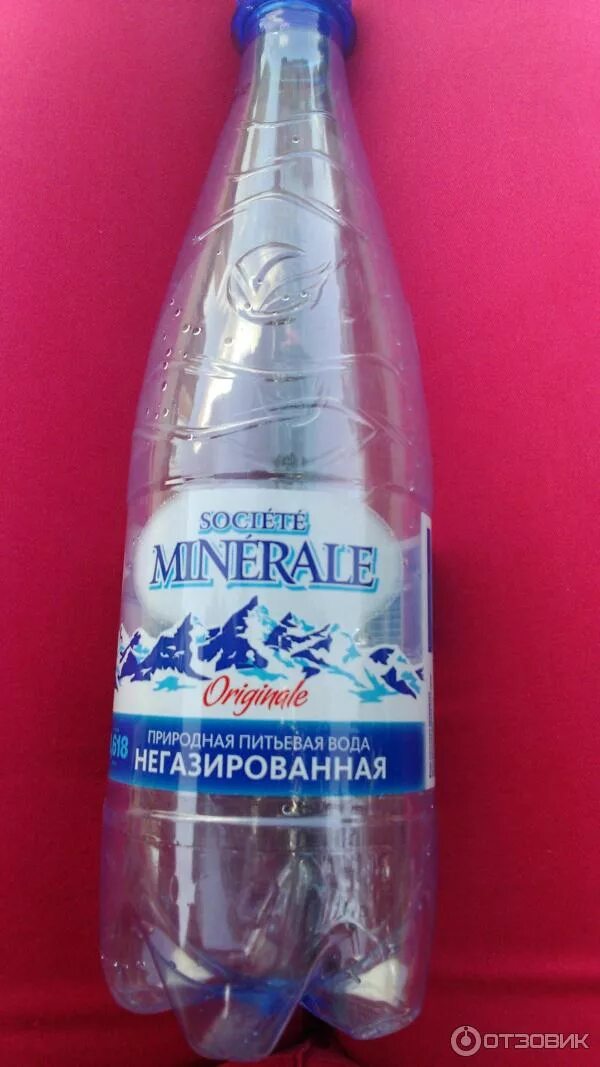 SOCIÉTÉ
MINÉRALE
Originale
ПРИРОДНАЯ ПИТЬЕВАЯ ВОДА
НЕГАЗИРОВАННАЯ
ОТЗОВИК